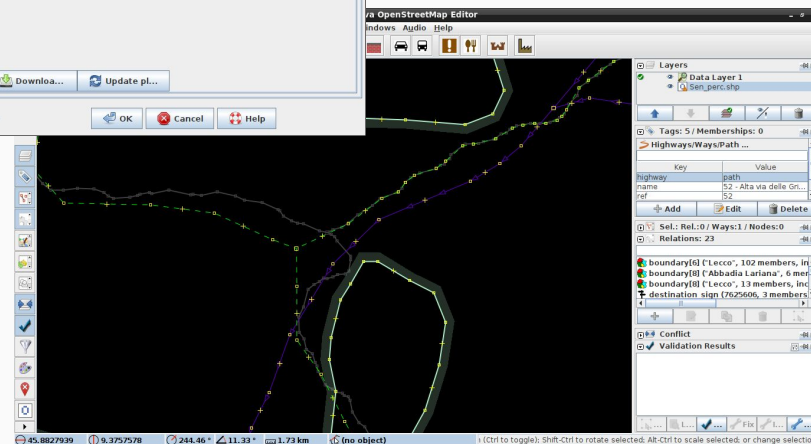 va OpenStreetMap Editor
indows Audio Help
Downloa... Update pl...
OK Cancel Help
Layers
Data Layer 1
Sen_perc.shp
Tags: 5 / Memberships: 0
Highways/Ways/Path ...
Key Value
highway path
name 52 - Alta via delle Gri...
ref 52
Add Edit Delete
Sel.: Rel.:0 / Ways:1 / Nodes:0
Relations: 23
boundary[6] ("Lecco", 102 members, in
boundary[8] ("Abbadia Lariana", 6 mem
boundary[8] ("Lecco", 13 members, inc
destination_sign (7625606, 3 members
Conflict
Validation Results
L... Fix I...
45.8827939 9.3757578 244.46 ° 11.33 ° 1.73 km (no object) ı (Ctrl to toggle); Shift-Ctrl to rotate selected; Alt-Ctrl to scale selected; or change selectn